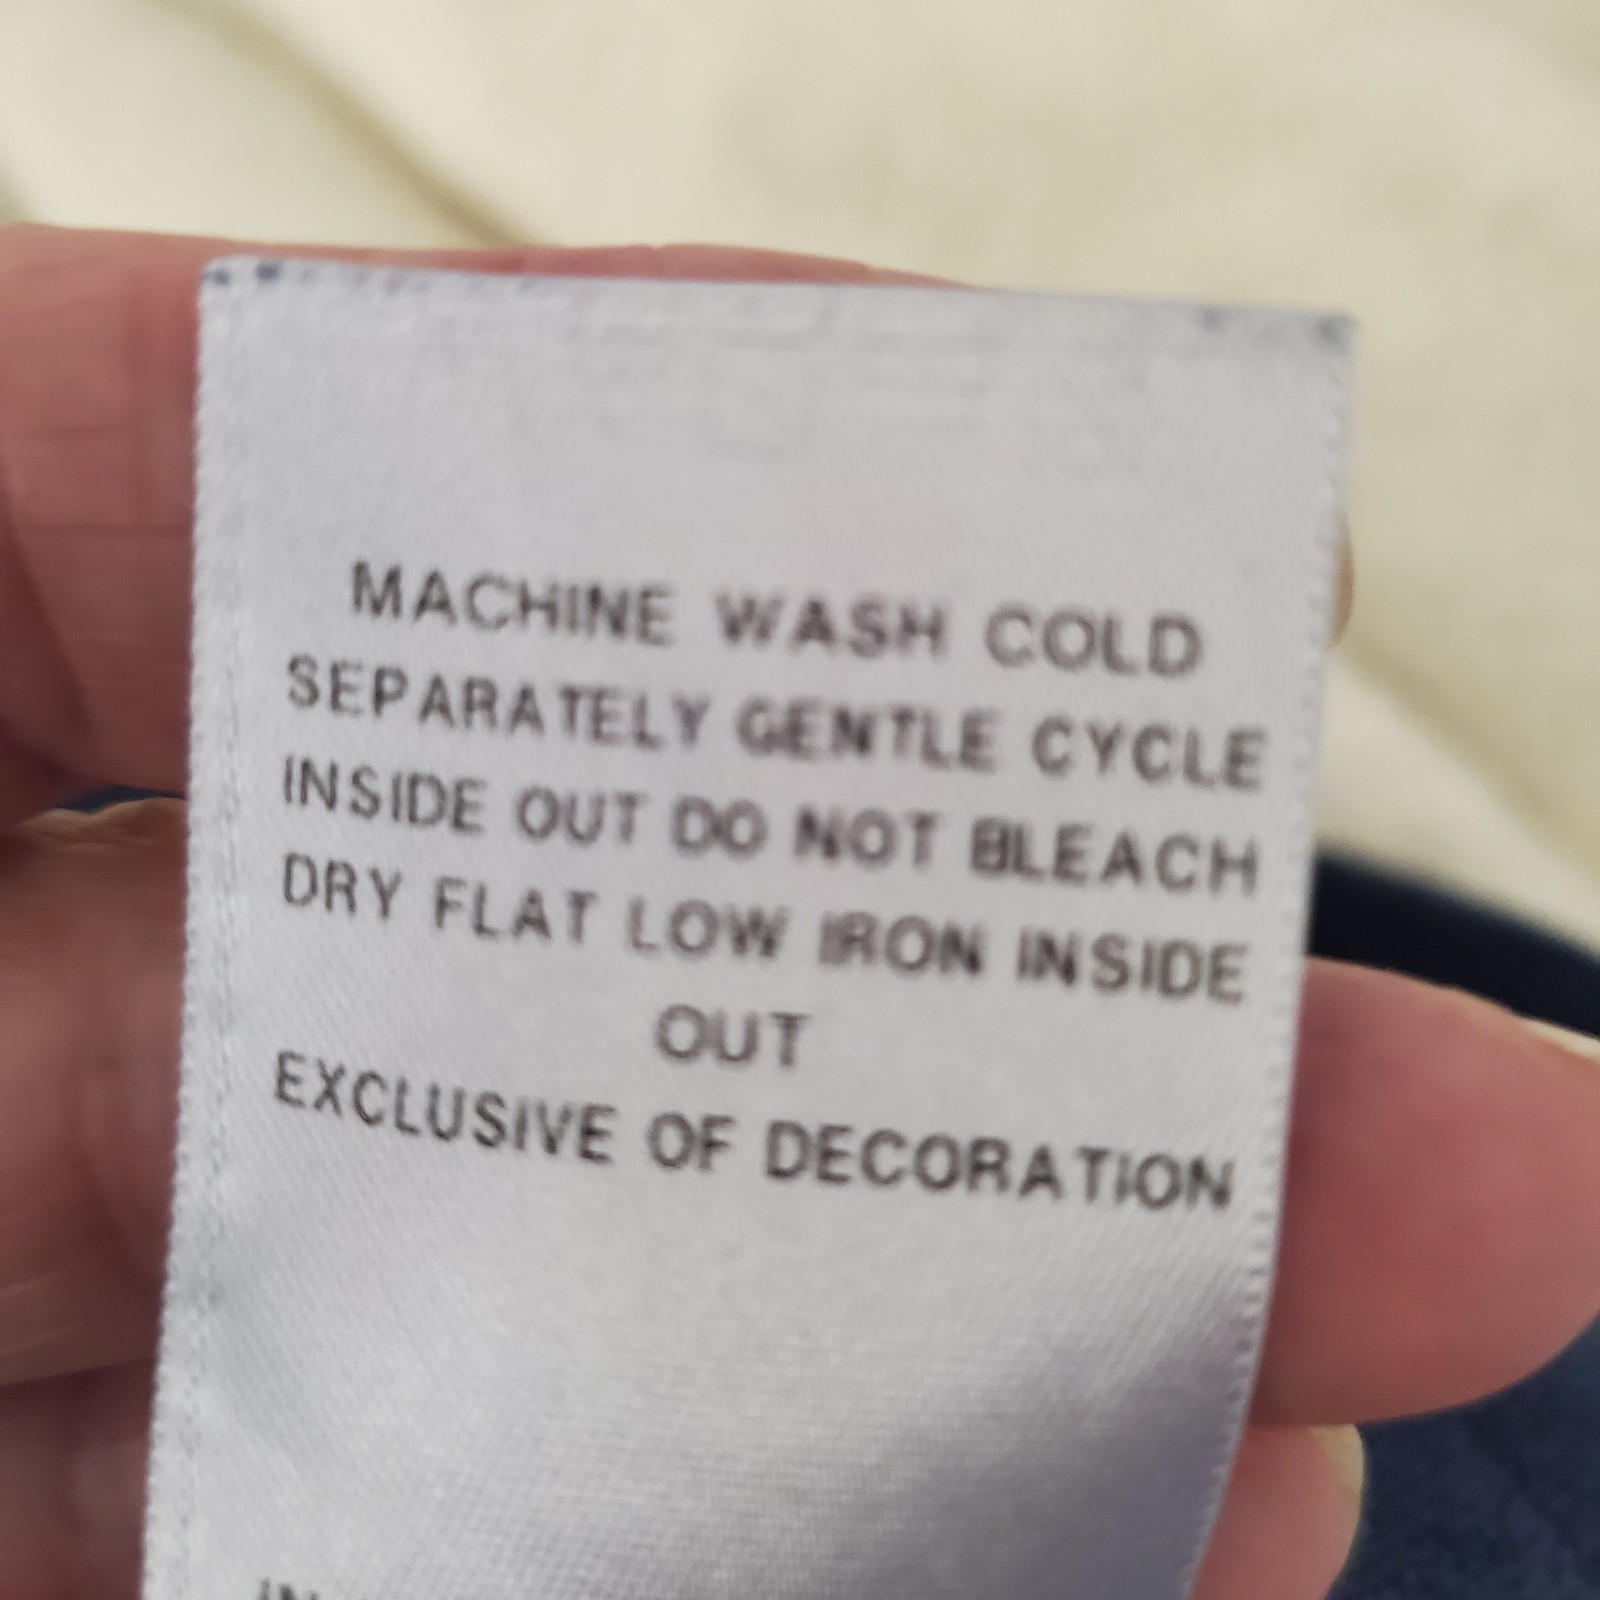 MACHINE WASH COLD
SEPARATELY GENTLE CYCLE
INSIDE OUT DO NOT BLEACH
DRY FLAT LOW IRON INSIDE
OUT
EXCLUSIVE OF DECORATION